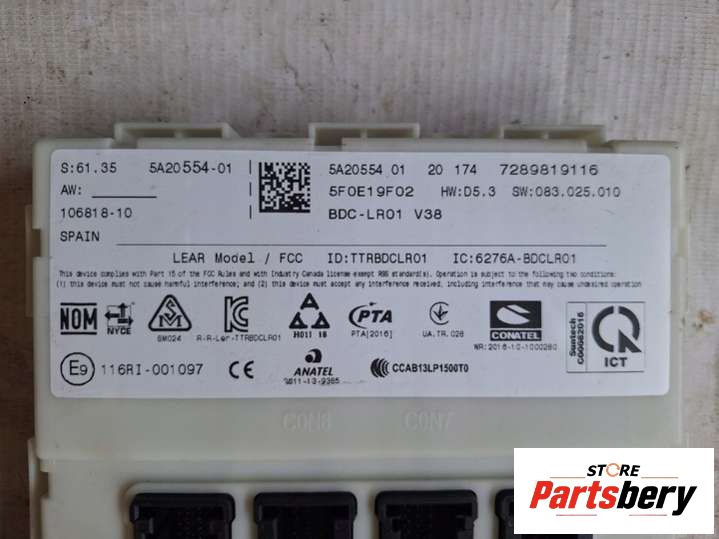 S:61.35 5A20554-01 5A20554 01 20 174 7289819116
AW: 5F0E19F02 HW:D5.3 SW:083.025.010
106818-10 BDC-LR01 V38
SPAIN
LEAR Model / FCC ID:TTRBDCLR01 IC:6276A-BDCLR01
This device complies with Part 15 of the FCC Rules and with Industry Canada license exempt RSS standard(s). Operation is subject to the following two conditions:
(1) this device must not cause harmful interference; and (2) this device must accept any interference received, including interference that may cause undesired operation
NOM NYCE SM024 R-R-Ler-TTRBDCLR01 H011 18 PTA PTA[2016] UA.TR.028 CONATEL NR:2016-10-1000280 Suntech ICT
E9 116RI-001097 CE ANATEL CCAB13LP1500T0
CON6 CON7
STORE
Partsbery